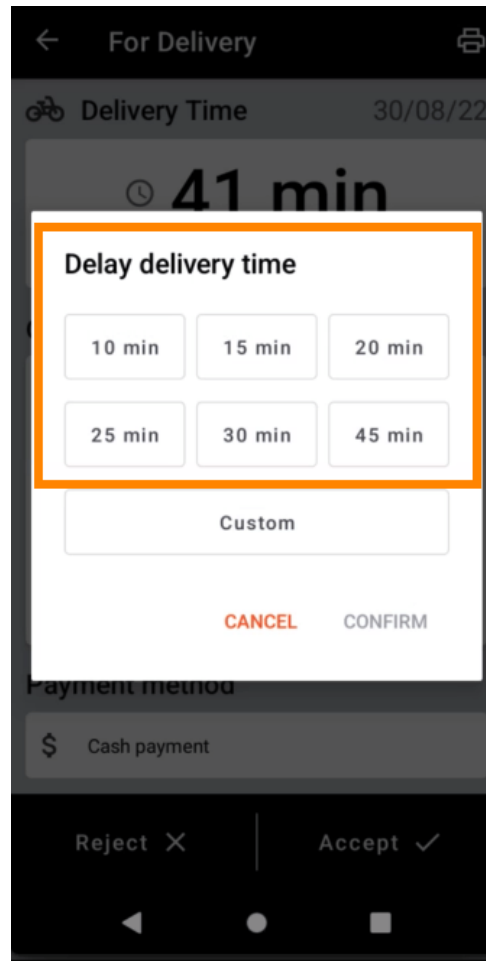 For Delivery
Delivery Time 30/08/22
41 min
Delay delivery time
10 min 15 min 20 min
25 min 30 min 45 min
Custom
CANCEL CONFIRM
Payment method
$ Cash payment
Reject Accept